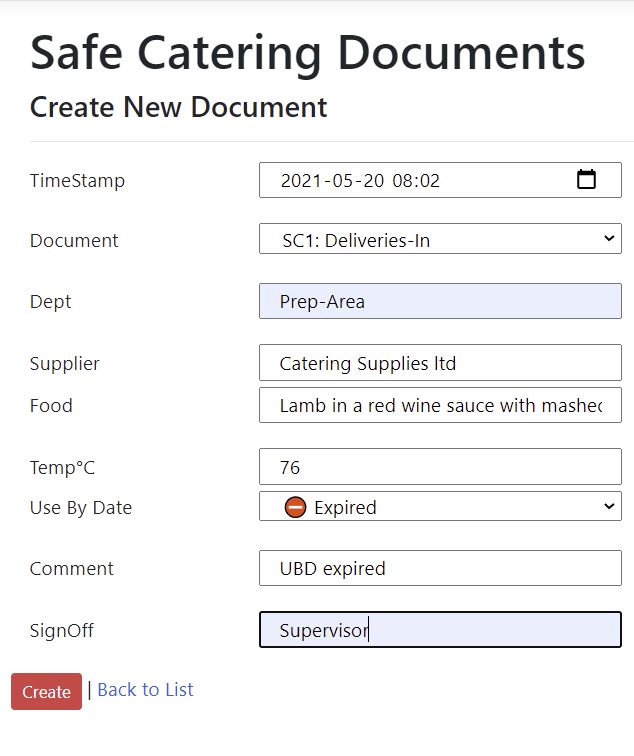 Safe Catering Documents
Create New Document
TimeStamp 2021-05-20 08:02
Document SC1: Deliveries-In
Dept Prep-Area
Supplier Catering Supplies ltd
Food Lamb in a red wine sauce with mashed
Temp°C 76
Use By Date Expired
Comment UBD expired
SignOff Supervisor
Create | Back to List